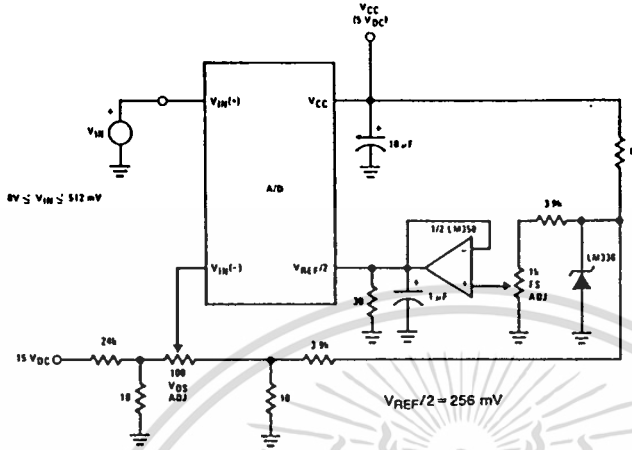 VCC
(5 VDC)
VIN(+)
VCC
+
VIN
+
10 µF
A/D
0V ≤ VIN ≤ 512 mV
3.9k
1/2 LM358
-
+
LM336
1k
FS
ADJ
VIN(-)
VREF/2
30
+
1 µF
15 VDC
24k
100
VOS
ADJ
3.9k
10
10
VREF/2 = 256 mV